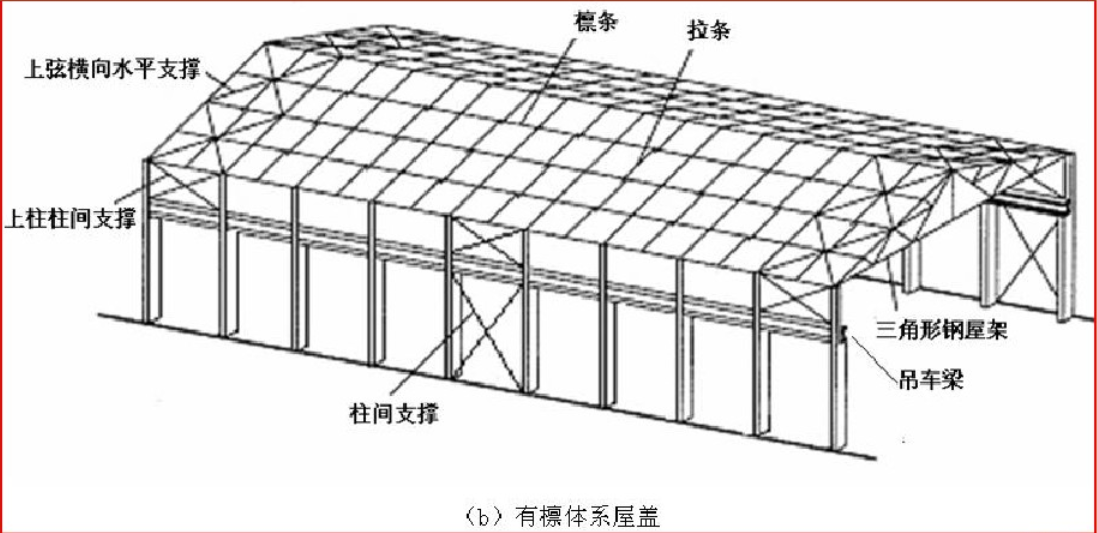 檩条
拉条
上弦横向水平支撑
上柱柱间支撑
三角形钢屋架
吊车梁
柱间支撑
（b）有檩体系屋盖